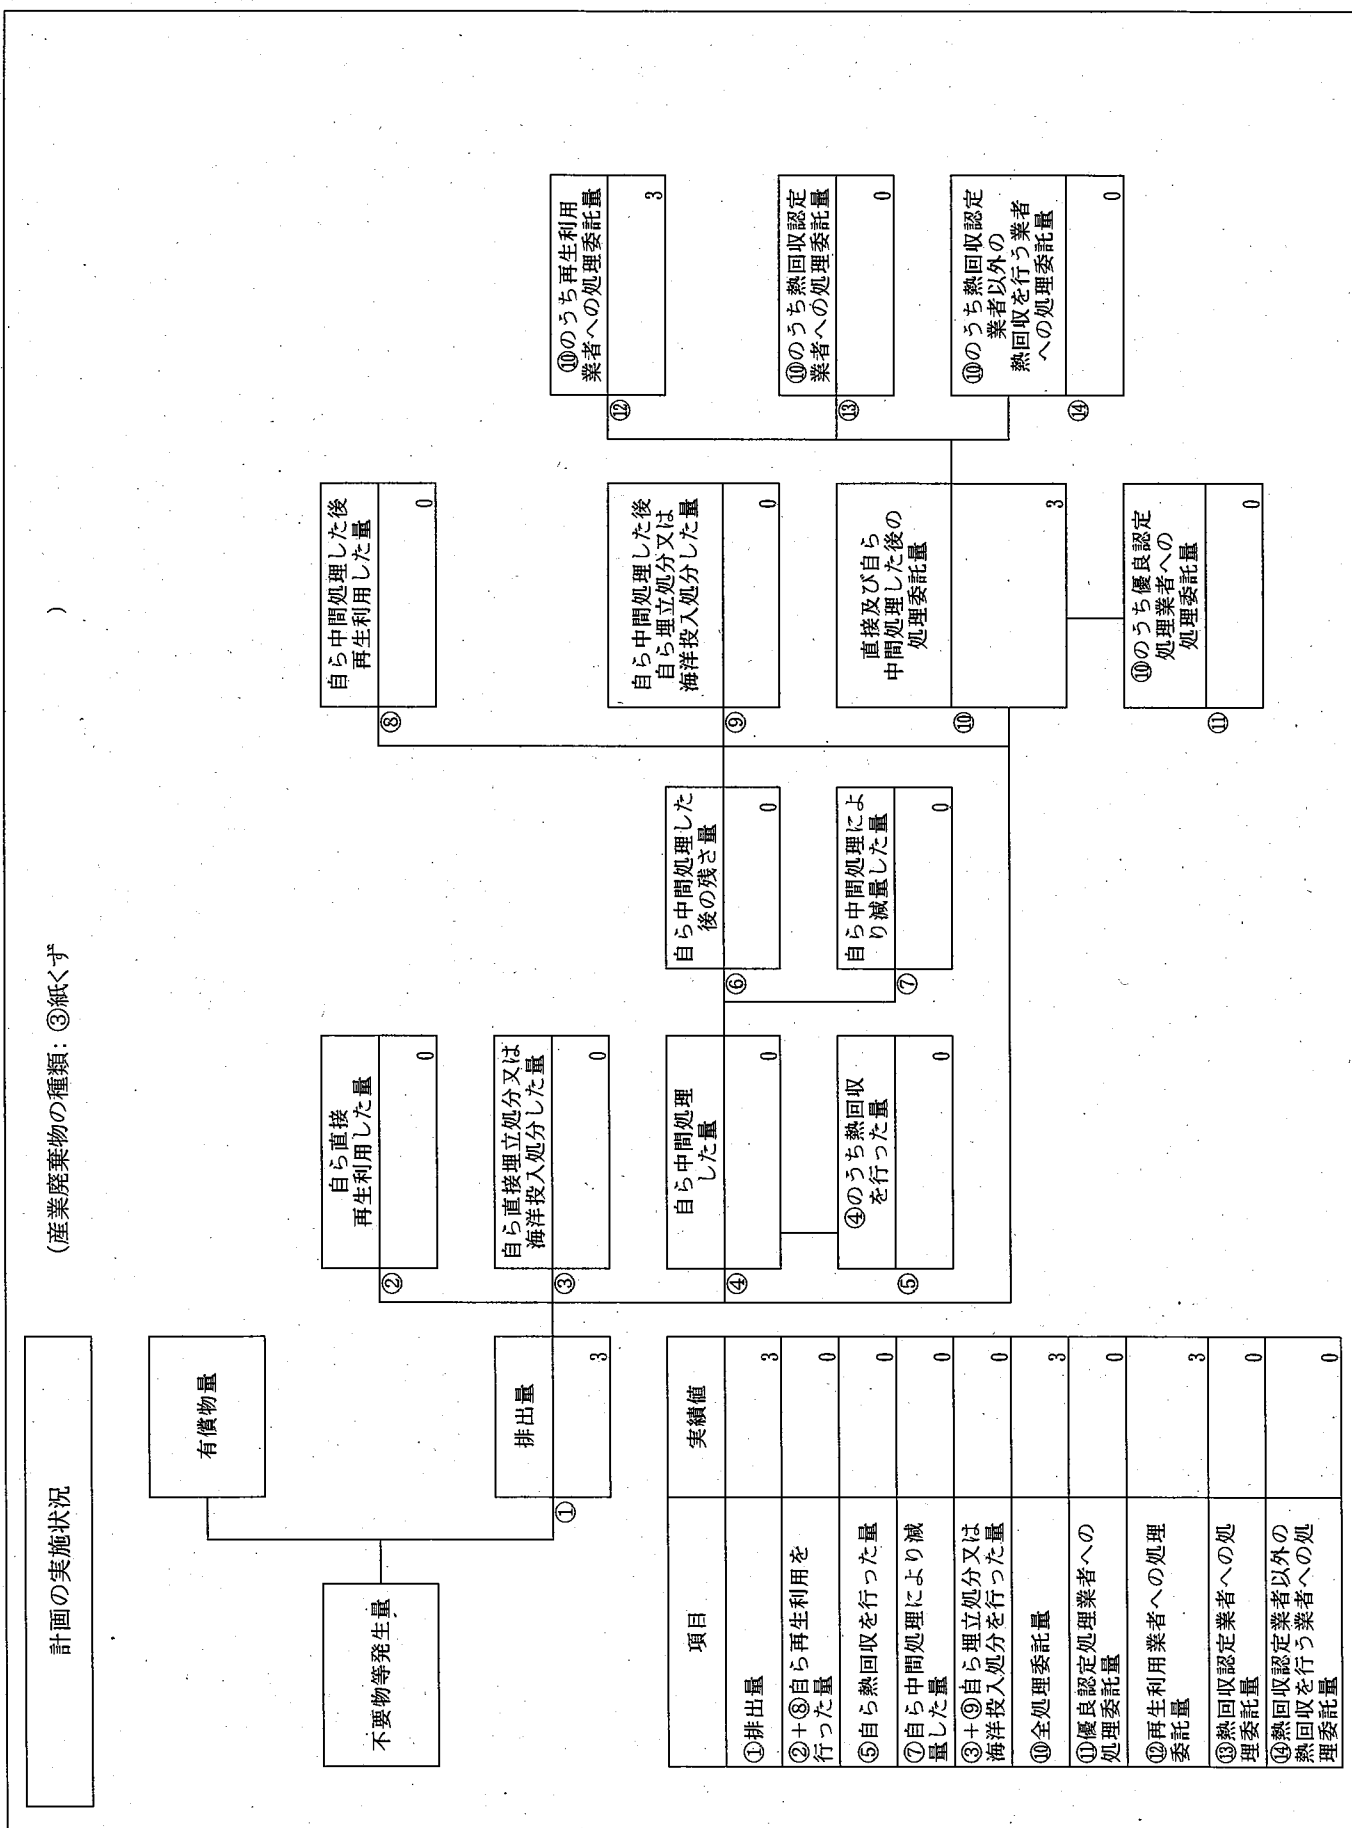 計画の実施状況
(産業廃棄物の種類:③紙くず
)
不要物等発生量
有償物量
①
排出量
3
②
自ら直接
再生利用した量
0
③
自ら直接埋立処分又は
海洋投入処分した量
0
④
自ら中間処理
した量
0
⑤
④のうち熱回収
を行った量
0
⑥
自ら中間処理した
後の残さ量
0
⑦
自ら中間処理によ
り減量した量
0
⑧
自ら中間処理した後
再生利用した量
0
⑨
自ら中間処理した後
自ら埋立処分又は
海洋投入処分した量
0
⑩
直接及び自ら
中間処理した後の
処理委託量
3
⑪
⑩のうち優良認定
処理業者への
処理委託量
0
⑫
⑩のうち再生利用
業者への処理委託量
3
⑬
⑩のうち熱回収認定
業者への処理委託量
0
⑭
⑩のうち熱回収認定
業者以外の
熱回収を行う業者
への処理委託量
0
項目
実績値
①排出量
3
②+⑧自ら再生利用を
行った量
0
⑤自ら熱回収を行った量
0
⑦自ら中間処理により減
量した量
0
③+⑨自ら埋立処分又は
海洋投入処分を行った量
0
⑩全処理委託量
3
⑪優良認定処理業者への
処理委託量
0
⑫再生利用業者への処理
委託量
3
⑬熱回収認定業者への処
理委託量
0
⑭熱回収認定業者以外の
熱回収を行う業者への処
理委託量
0